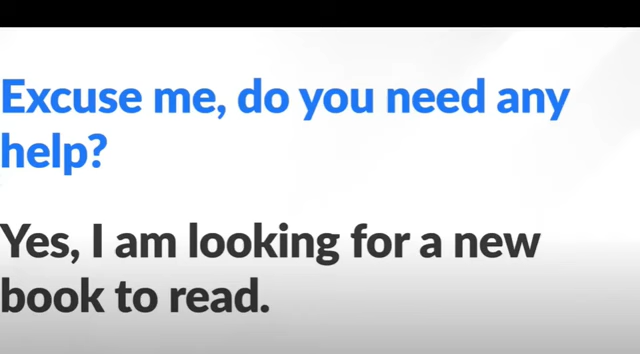 Excuse me, do you need any
help?
Yes, I am looking for a new
book to read.